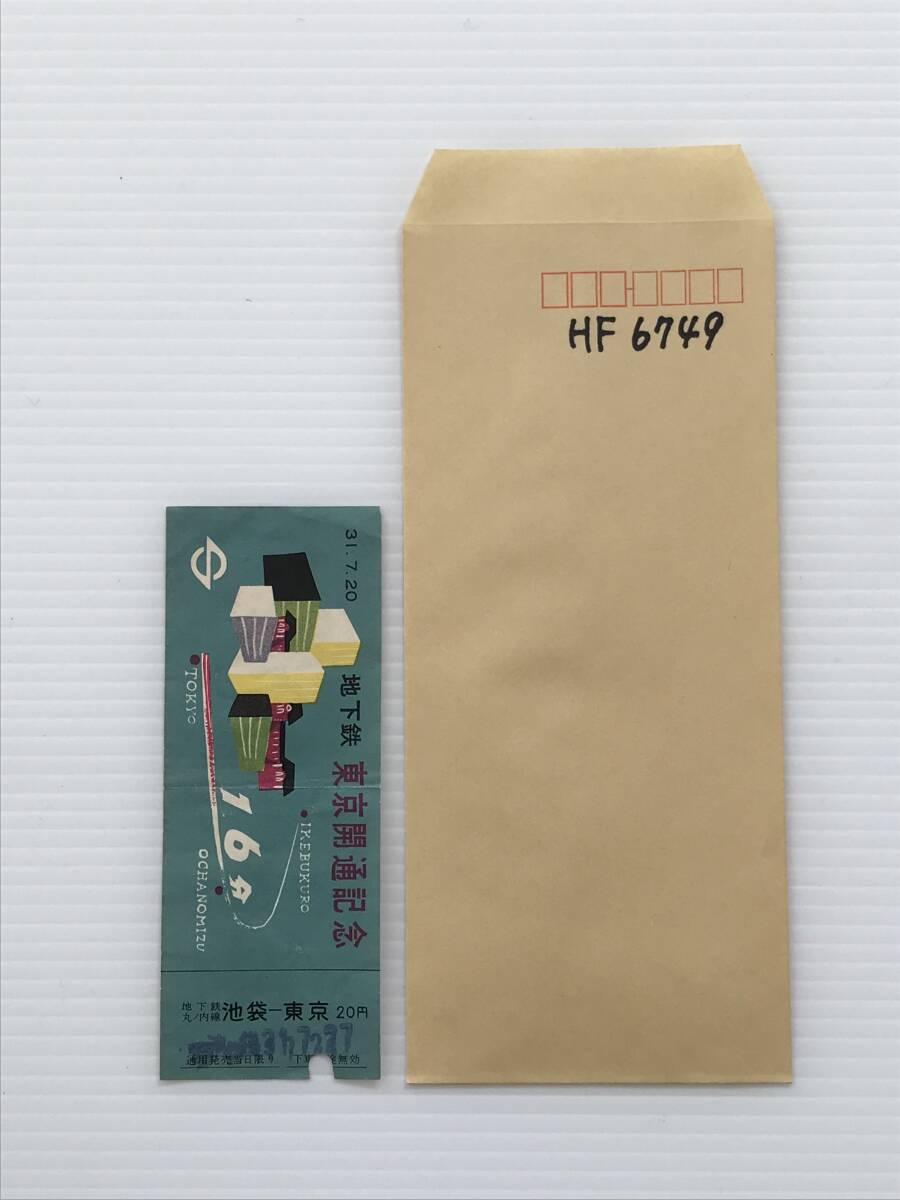 HF 6749
31.7.20
地下鉄 東京開通記念
TOKYO
16分
OCHANOMIZU
IKEBUKURO
地下鉄
丸ノ内線
池袋―東京 20円
通用発売当日限り
無効